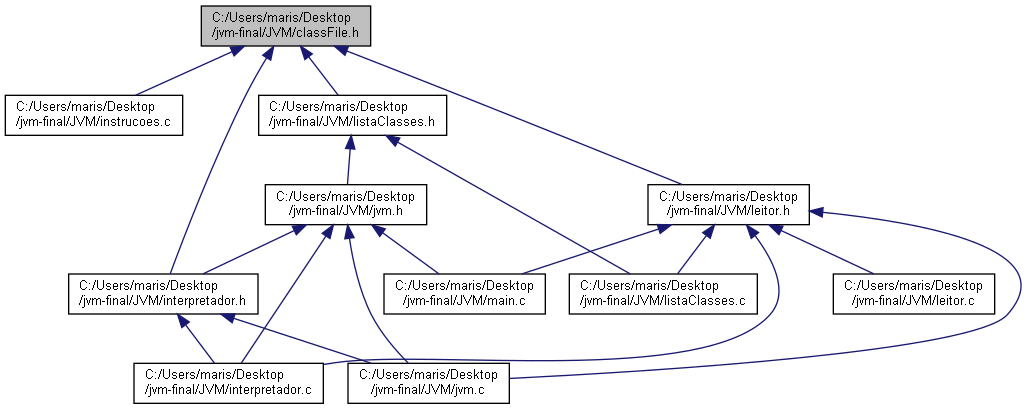 C:/Users/maris/Desktop
/jvm-final/JVM/classFile.h
C:/Users/maris/Desktop
/jvm-final/JVM/instrucoes.c
C:/Users/maris/Desktop
/jvm-final/JVM/listaClasses.h
C:/Users/maris/Desktop
/jvm-final/JVM/jvm.h
C:/Users/maris/Desktop
/jvm-final/JVM/leitor.h
C:/Users/maris/Desktop
/jvm-final/JVM/interpretador.h
C:/Users/maris/Desktop
/jvm-final/JVM/main.c
C:/Users/maris/Desktop
/jvm-final/JVM/listaClasses.c
C:/Users/maris/Desktop
/jvm-final/JVM/leitor.c
C:/Users/maris/Desktop
/jvm-final/JVM/interpretador.c
C:/Users/maris/Desktop
/jvm-final/JVM/jvm.c